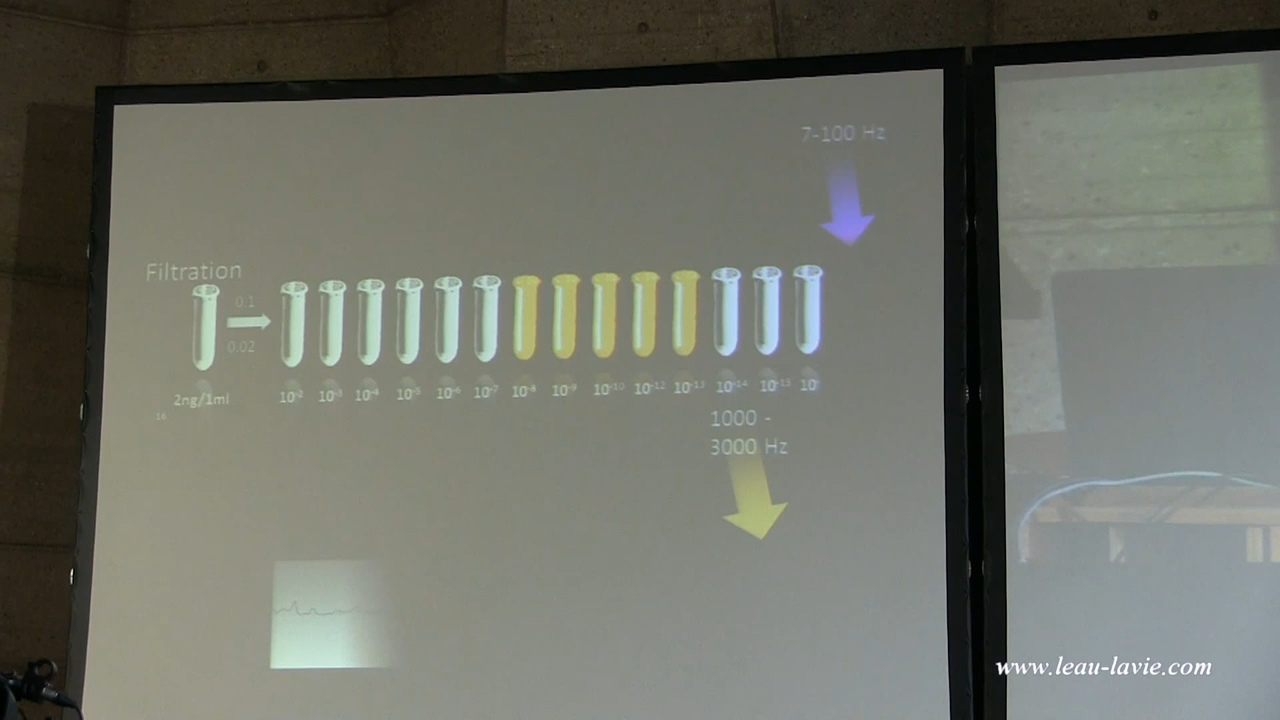 7-100 Hz
Filtration
0.1
0.02
2ng/1ml
10-2 10-3 10-4 10-5 10-6 10-7 10-8 10-9 10-10 10-12 10-13 10-14 10-15 10-
16
1000 -
3000 Hz
www.leau-lavie.com